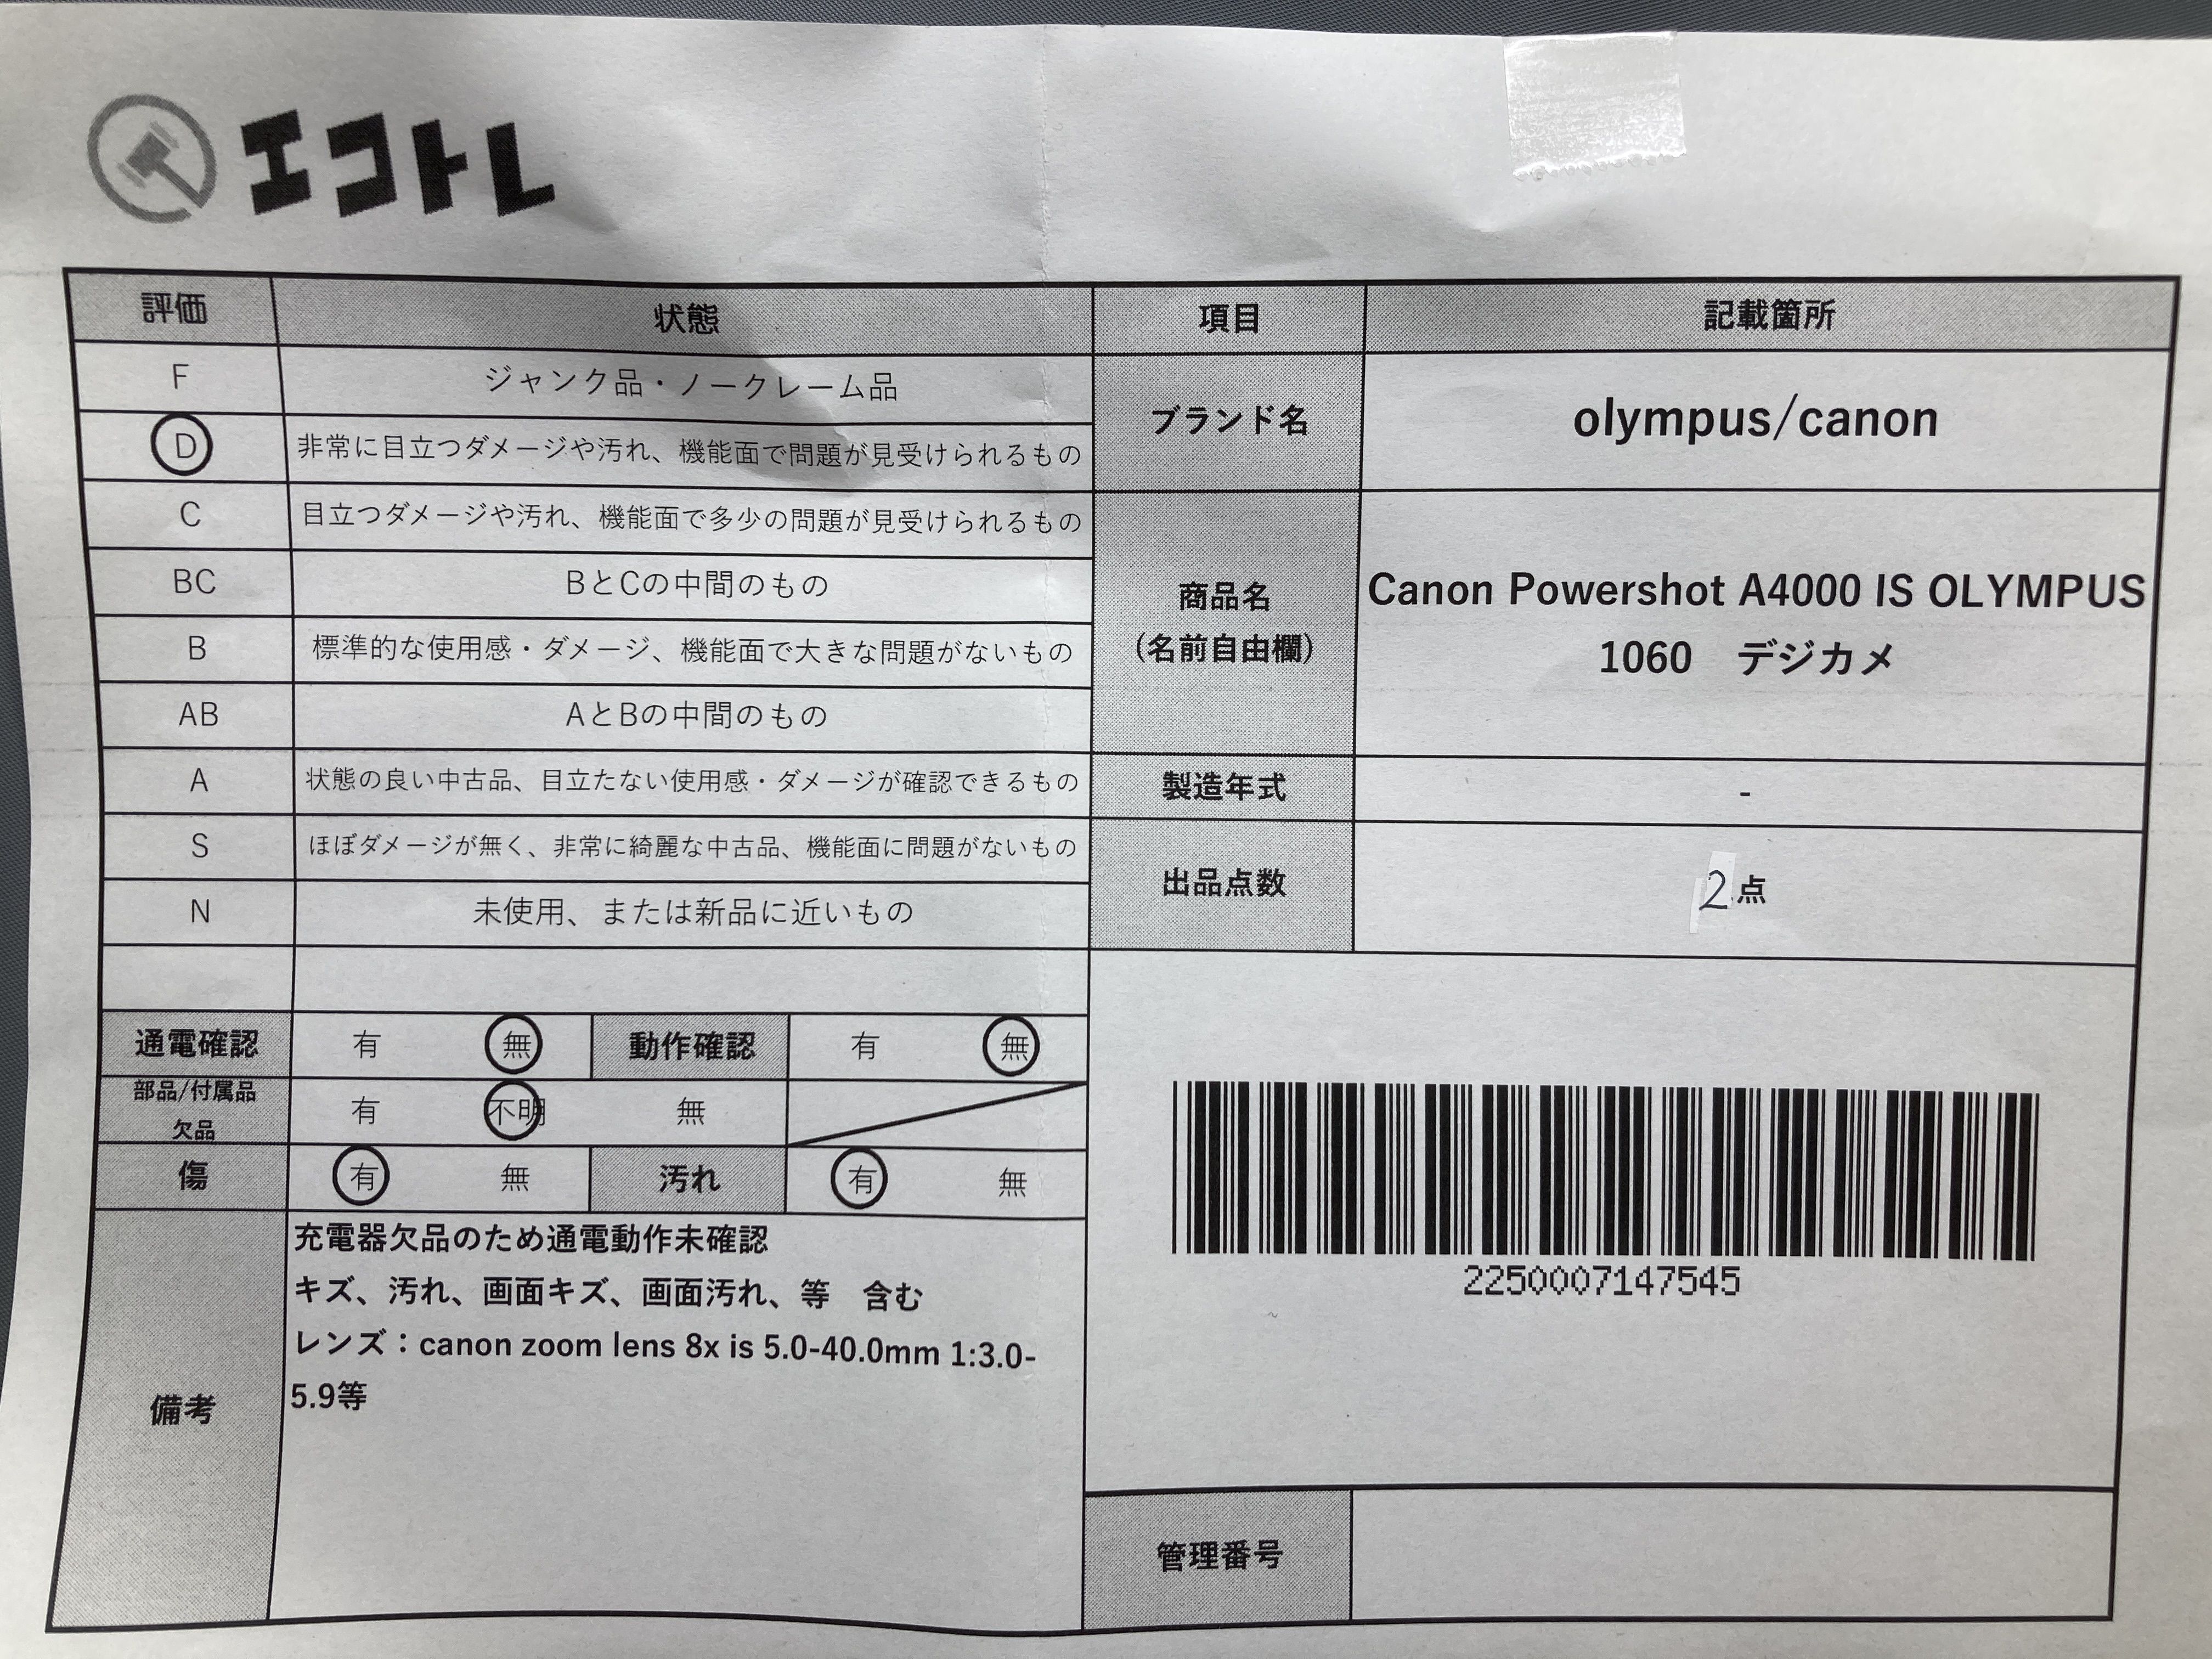 エコトレ
評価 状態 項目 記載箇所
F ジャンク品・ノークレーム品
D 非常に目立つダメージや汚れ、機能面で問題が見受けられるもの
C 目立つダメージや汚れ、機能面で多少の問題が見受けられるもの
BC BとCの中間のもの
B 標準的な使用感・ダメージ、機能面で大きな問題がないもの
AB AとBの中間のもの
A 状態の良い中古品、目立たない使用感・ダメージが確認できるもの
S ほぼダメージが無く、非常に綺麗な中古品、機能面に問題がないもの
N 未使用、または新品に近いもの
ブランド名 olympus/canon
商品名
(名前自由欄)
Canon Powershot A4000 IS OLYMPUS
1060 デジカメ
製造年式 -
出品点数 2点
通電確認 有 無 動作確認 有 無
部品/付属品
欠品
有 不明 無
傷 有 無 汚れ 有 無
備考
充電器欠品のため通電動作未確認
キズ、汚れ、画面キズ、画面汚れ、等 含む
レンズ：canon zoom lens 8x is 5.0-40.0mm 1:3.0-
5.9等
2250007147545
管理番号